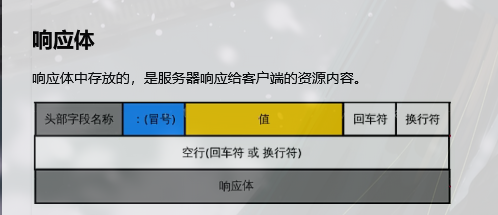 响应体
响应体中存放的，是服务器响应给客户端的资源内容。
头部字段名称 : (冒号) 值 回车符 换行符
空行(回车符 或 换行符)
响应体